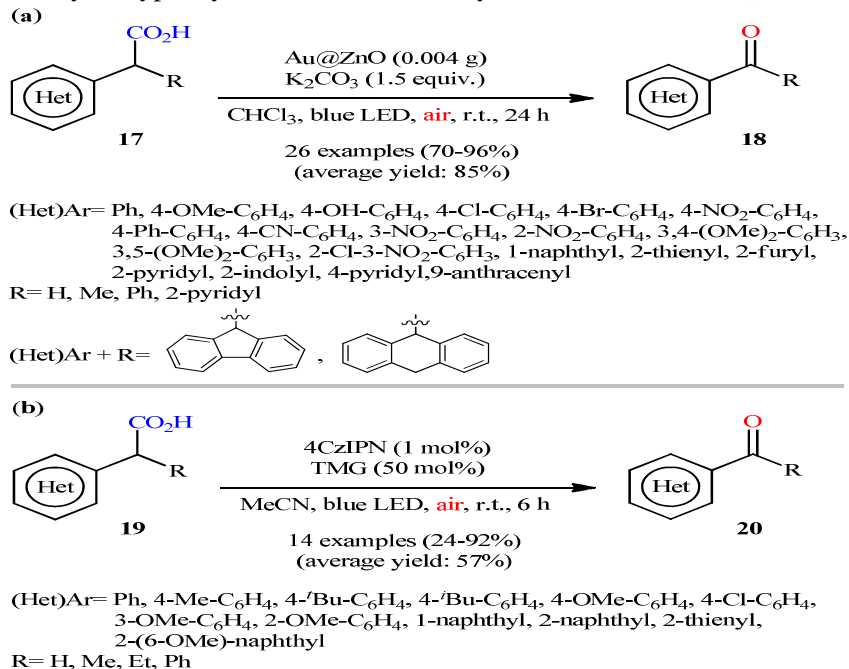 (a)
CO₂H
Het
R
17
Au@ZnO (0.004 g)
K₂CO₃ (1.5 equiv.)
CHCl₃, blue LED, air, r.t., 24 h
26 examples (70-96%)
(average yield: 85%)
O
Het
R
18
(Het)Ar= Ph, 4-OMe-C₆H₄, 4-OH-C₆H₄, 4-Cl-C₆H₄, 4-Br-C₆H₄, 4-NO₂-C₆H₄,
4-Ph-C₆H₄, 4-CN-C₆H₄, 3-NO₂-C₆H₄, 2-NO₂-C₆H₄, 3,4-(OMe)₂-C₆H₃,
3,5-(OMe)₂-C₆H₃, 2-Cl-3-NO₂-C₆H₃, 1-naphthyl, 2-thienyl, 2-furyl,
2-pyridyl, 2-indolyl, 4-pyridyl,9-anthracenyl
R= H, Me, Ph, 2-pyridyl
(Het)Ar + R= ,
(b)
CO₂H
Het
R
19
4CzIPN (1 mol%)
TMG (50 mol%)
MeCN, blue LED, air, r.t., 6 h
14 examples (24-92%)
(average yield: 57%)
O
Het
R
20
(Het)Ar= Ph, 4-Me-C₆H₄, 4-ᵗBu-C₆H₄, 4-ⁱBu-C₆H₄, 4-OMe-C₆H₄, 4-Cl-C₆H₄,
3-OMe-C₆H₄, 2-OMe-C₆H₄, 1-naphthyl, 2-naphthyl, 2-thienyl,
2-(6-OMe)-naphthyl
R= H, Me, Et, Ph